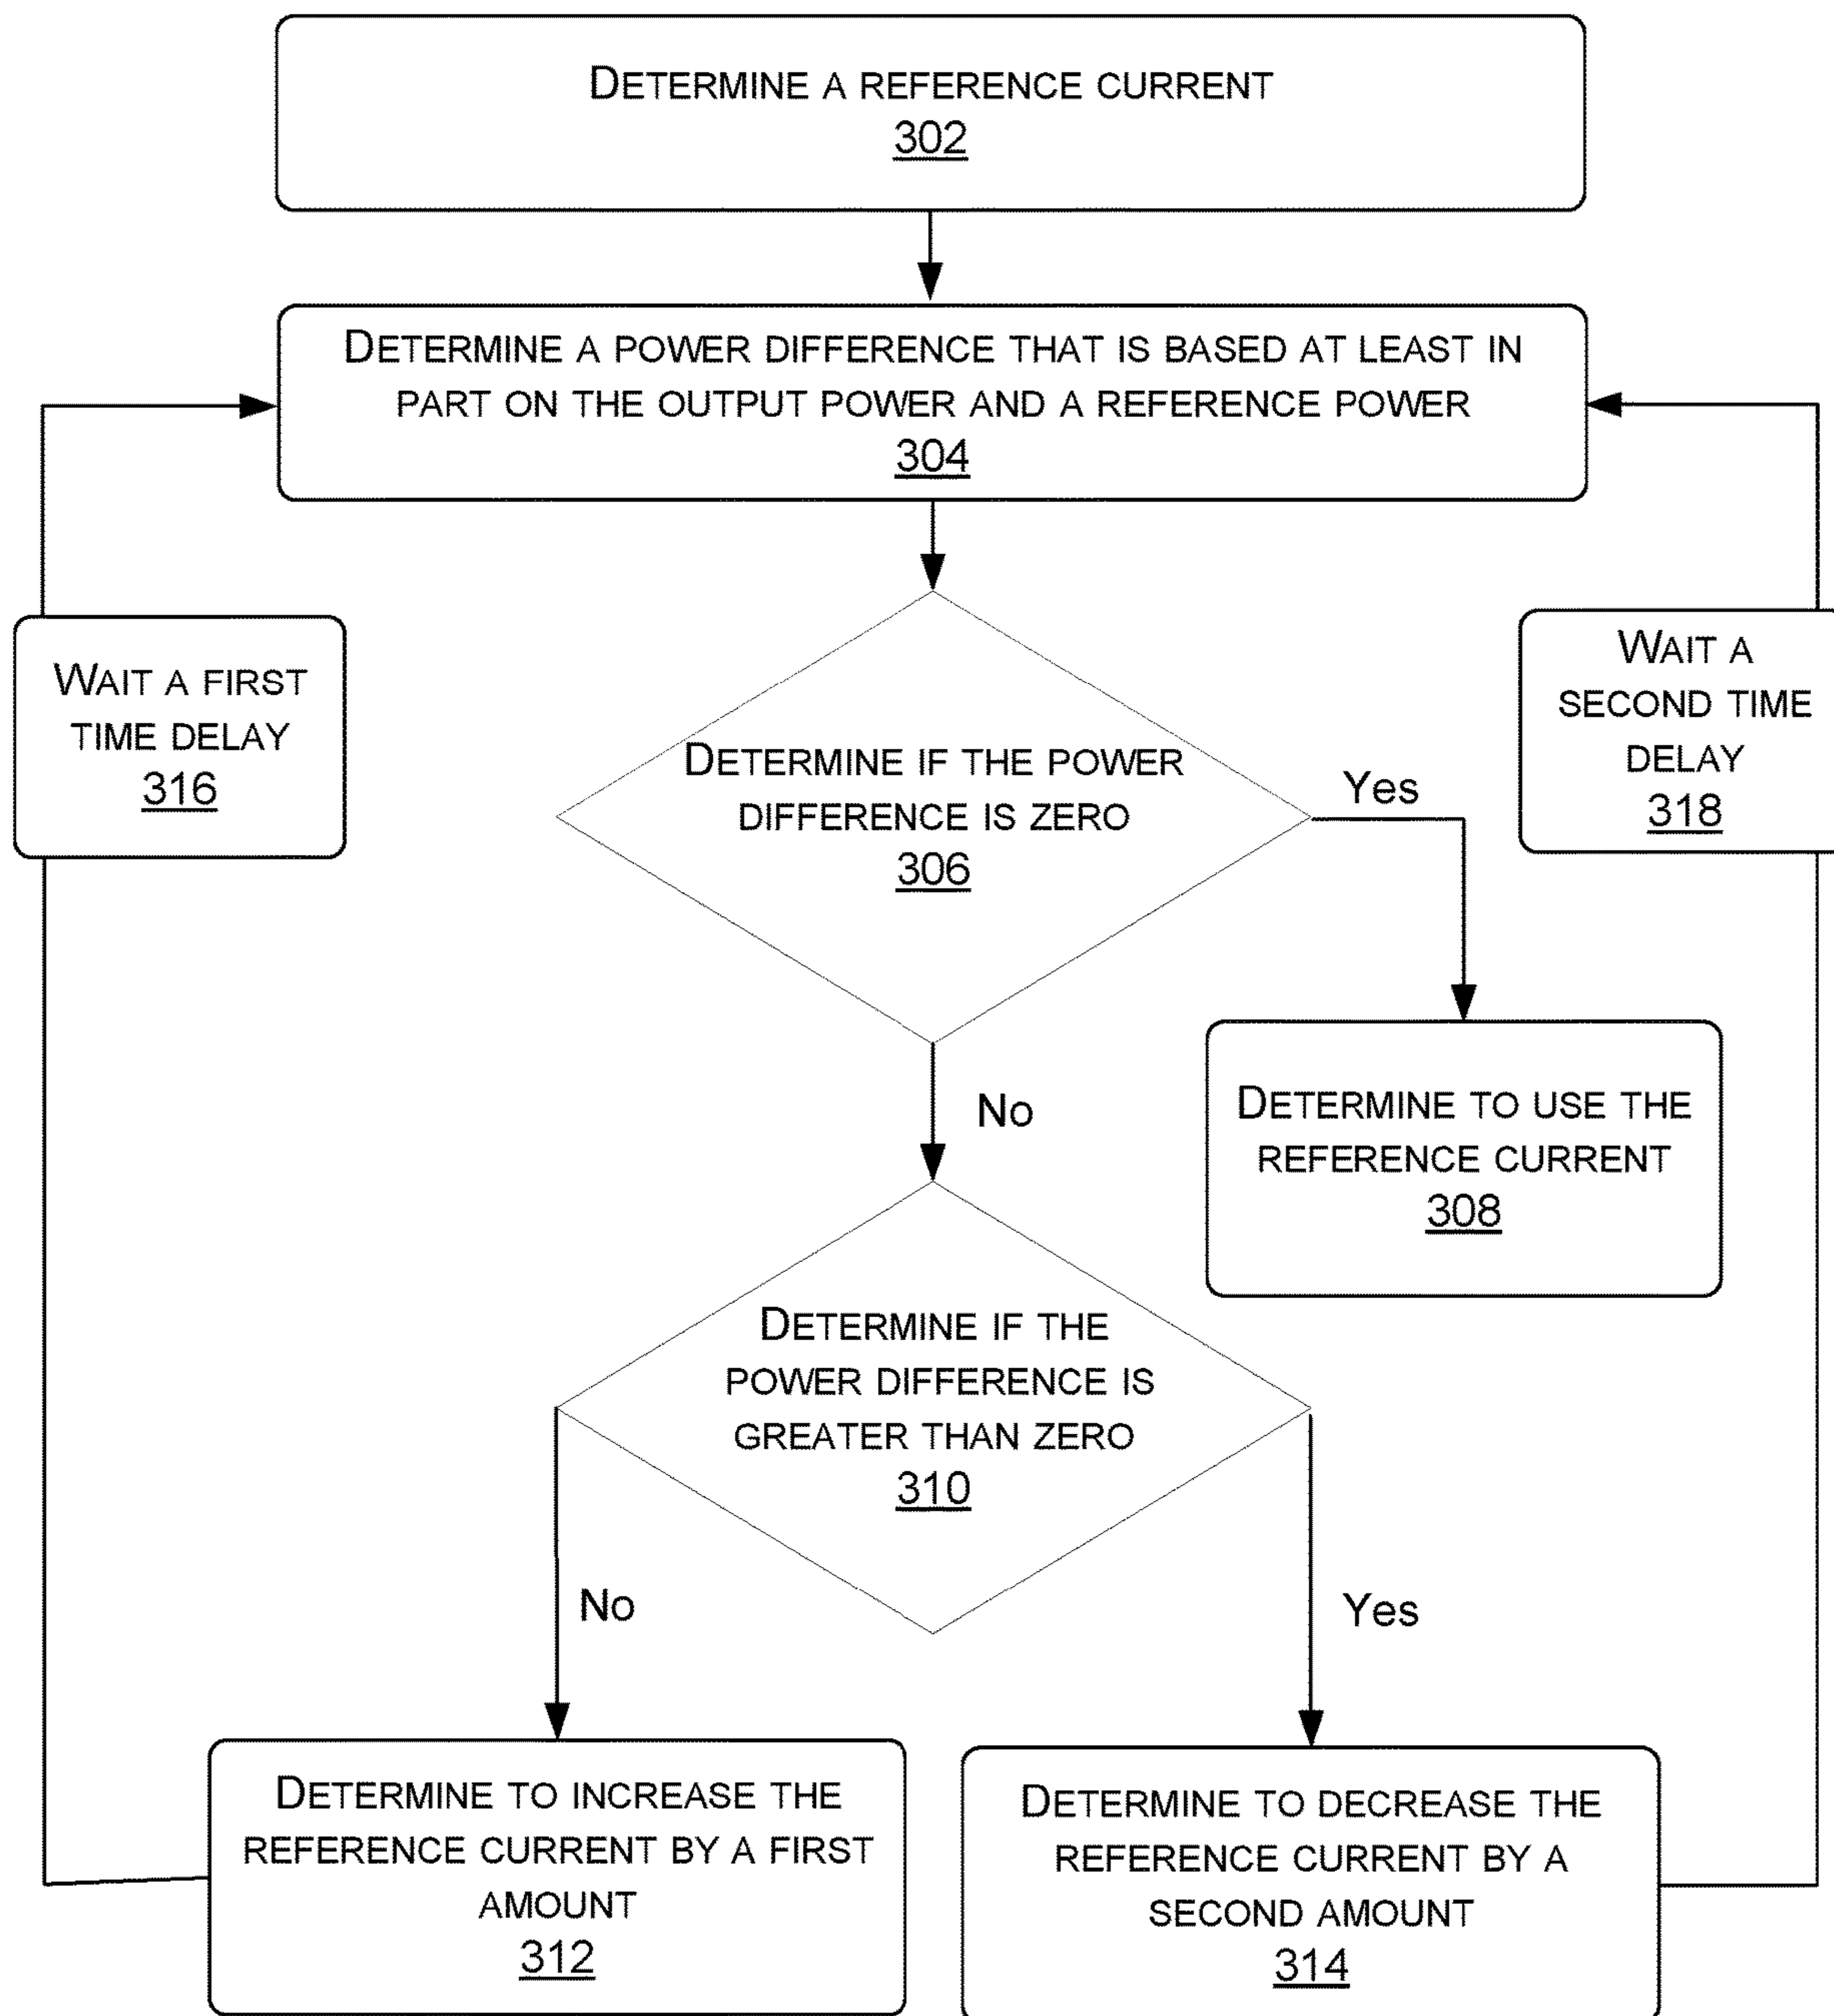 DETERMINE A REFERENCE CURRENT
302
DETERMINE A POWER DIFFERENCE THAT IS BASED AT LEAST IN
PART ON THE OUTPUT POWER AND A REFERENCE POWER
304
WAIT A FIRST
TIME DELAY
316
WAIT A
SECOND TIME
DELAY
318
DETERMINE IF THE POWER
DIFFERENCE IS ZERO
306
Yes
DETERMINE TO USE THE
REFERENCE CURRENT
308
No
DETERMINE IF THE
POWER DIFFERENCE IS
GREATER THAN ZERO
310
No
Yes
DETERMINE TO INCREASE THE
REFERENCE CURRENT BY A FIRST
AMOUNT
312
DETERMINE TO DECREASE THE
REFERENCE CURRENT BY A
SECOND AMOUNT
314